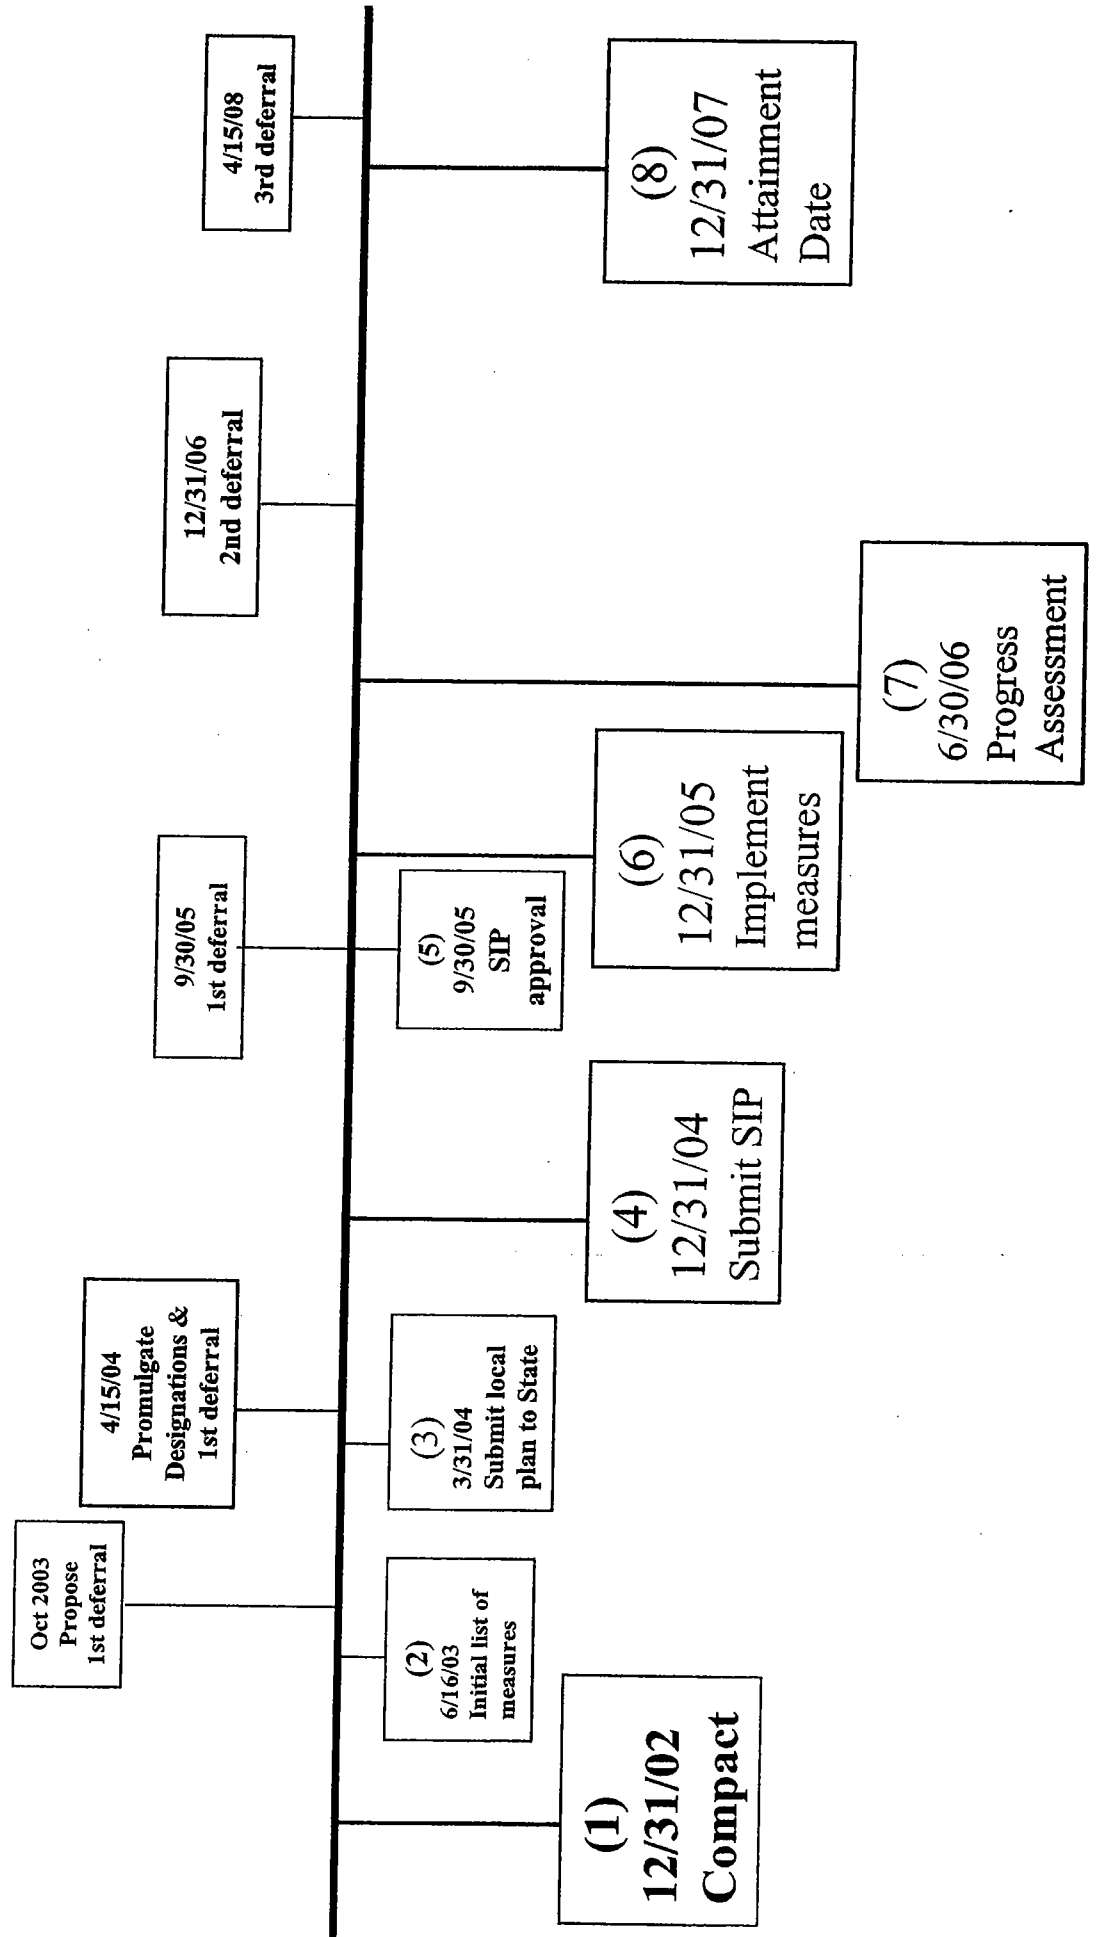 Oct 2003
Propose
1st deferral
4/15/04
Promulgate
Designations &
1st deferral
9/30/05
1st deferral
12/31/06
2nd deferral
4/15/08
3rd deferral
(1)
12/31/02
Compact
(2)
6/16/03
Initial list of
measures
(3)
3/31/04
Submit local
plan to State
(4)
12/31/04
Submit SIP
(5)
9/30/05
SIP
approval
(6)
12/31/05
Implement
measures
(7)
6/30/06
Progress
Assessment
(8)
12/31/07
Attainment
Date